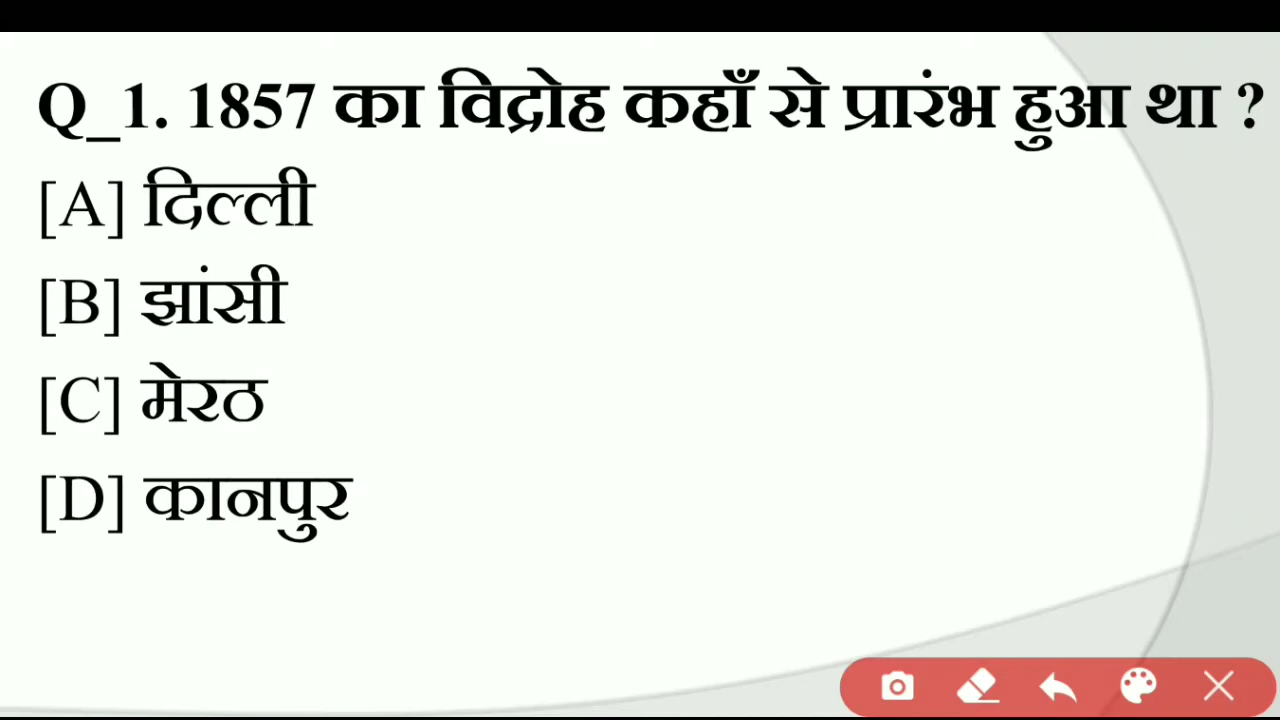 Q_1. 1857 का विद्रोह कहाँ से प्रारंभ हुआ था ?
[A] दिल्ली
[B] झांसी
[C] मेरठ
[D] कानपुर